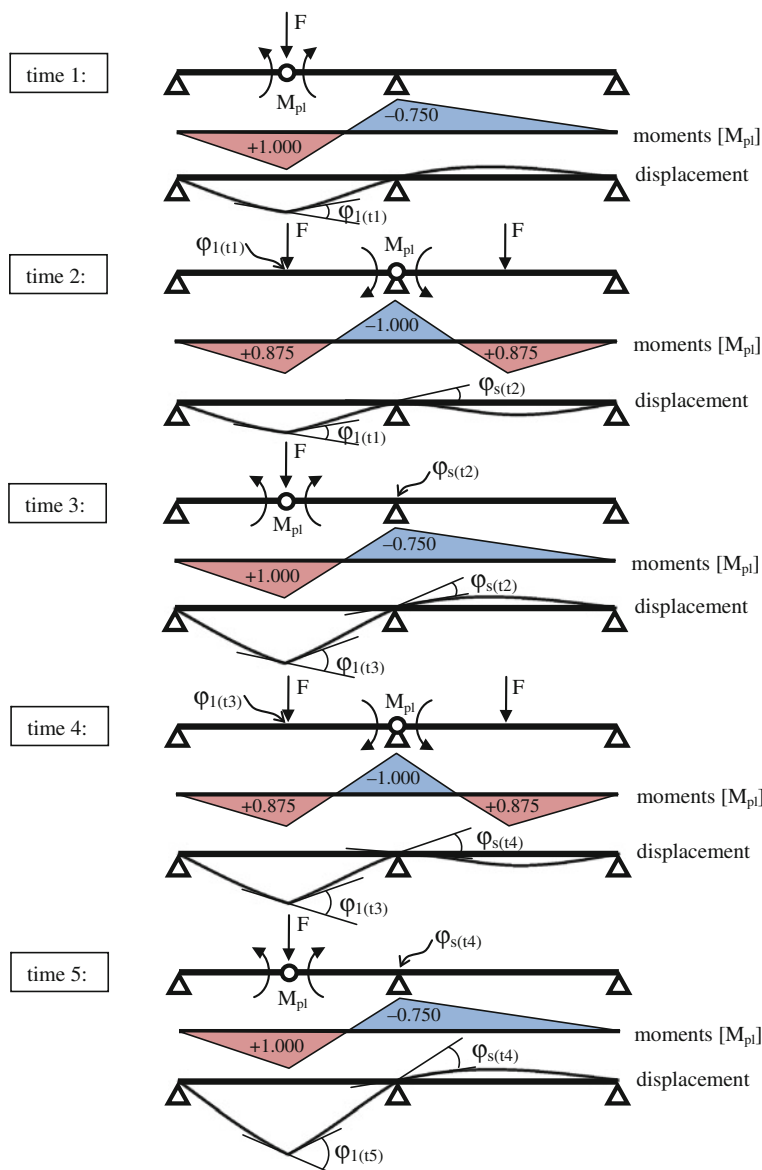 F
time 1:
M_pl
–0.750
moments [M_pl]
+1.000
displacement
φ_1(t1)
F
φ_1(t1)
M_pl
F
time 2:
–1.000
+0.875
+0.875
moments [M_pl]
φ_s(t2)
displacement
φ_1(t1)
F
φ_s(t2)
time 3:
M_pl
–0.750
moments [M_pl]
+1.000
φ_s(t2)
displacement
φ_1(t3)
φ_1(t3)
F
M_pl
F
time 4:
–1.000
+0.875
+0.875
moments [M_pl]
φ_s(t4)
displacement
φ_1(t3)
F
φ_s(t4)
time 5:
M_pl
–0.750
moments [M_pl]
+1.000
φ_s(t4)
displacement
φ_1(t5)